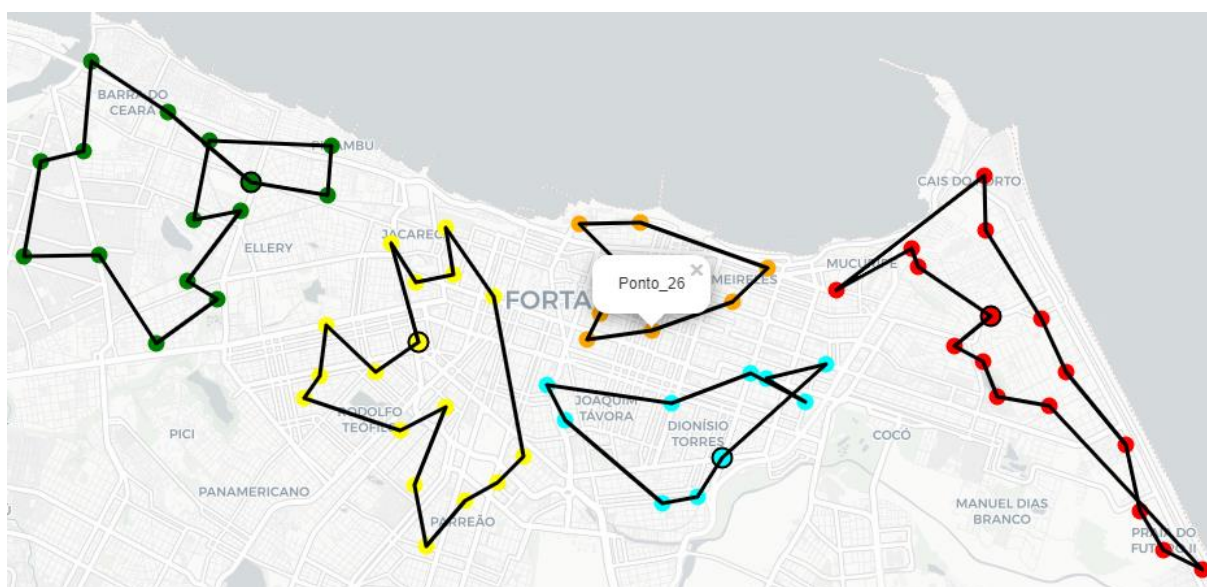 BARRA DO
CEARÁ
PIRAMBU
CAIS DO PORTO
ELLERY
JACAREC
MUCURIPE
Ponto_26
×
MEIRELES
FORTA
JOAQUIM
TÁVORA
RODOLFO
TEÓFILO
DIONÍSIO
TORRES
PICI
COCÓ
PANAMERICANO
PARREÃO
MANUEL DIAS
BRANCO
PRAIA DO
FUTURO II